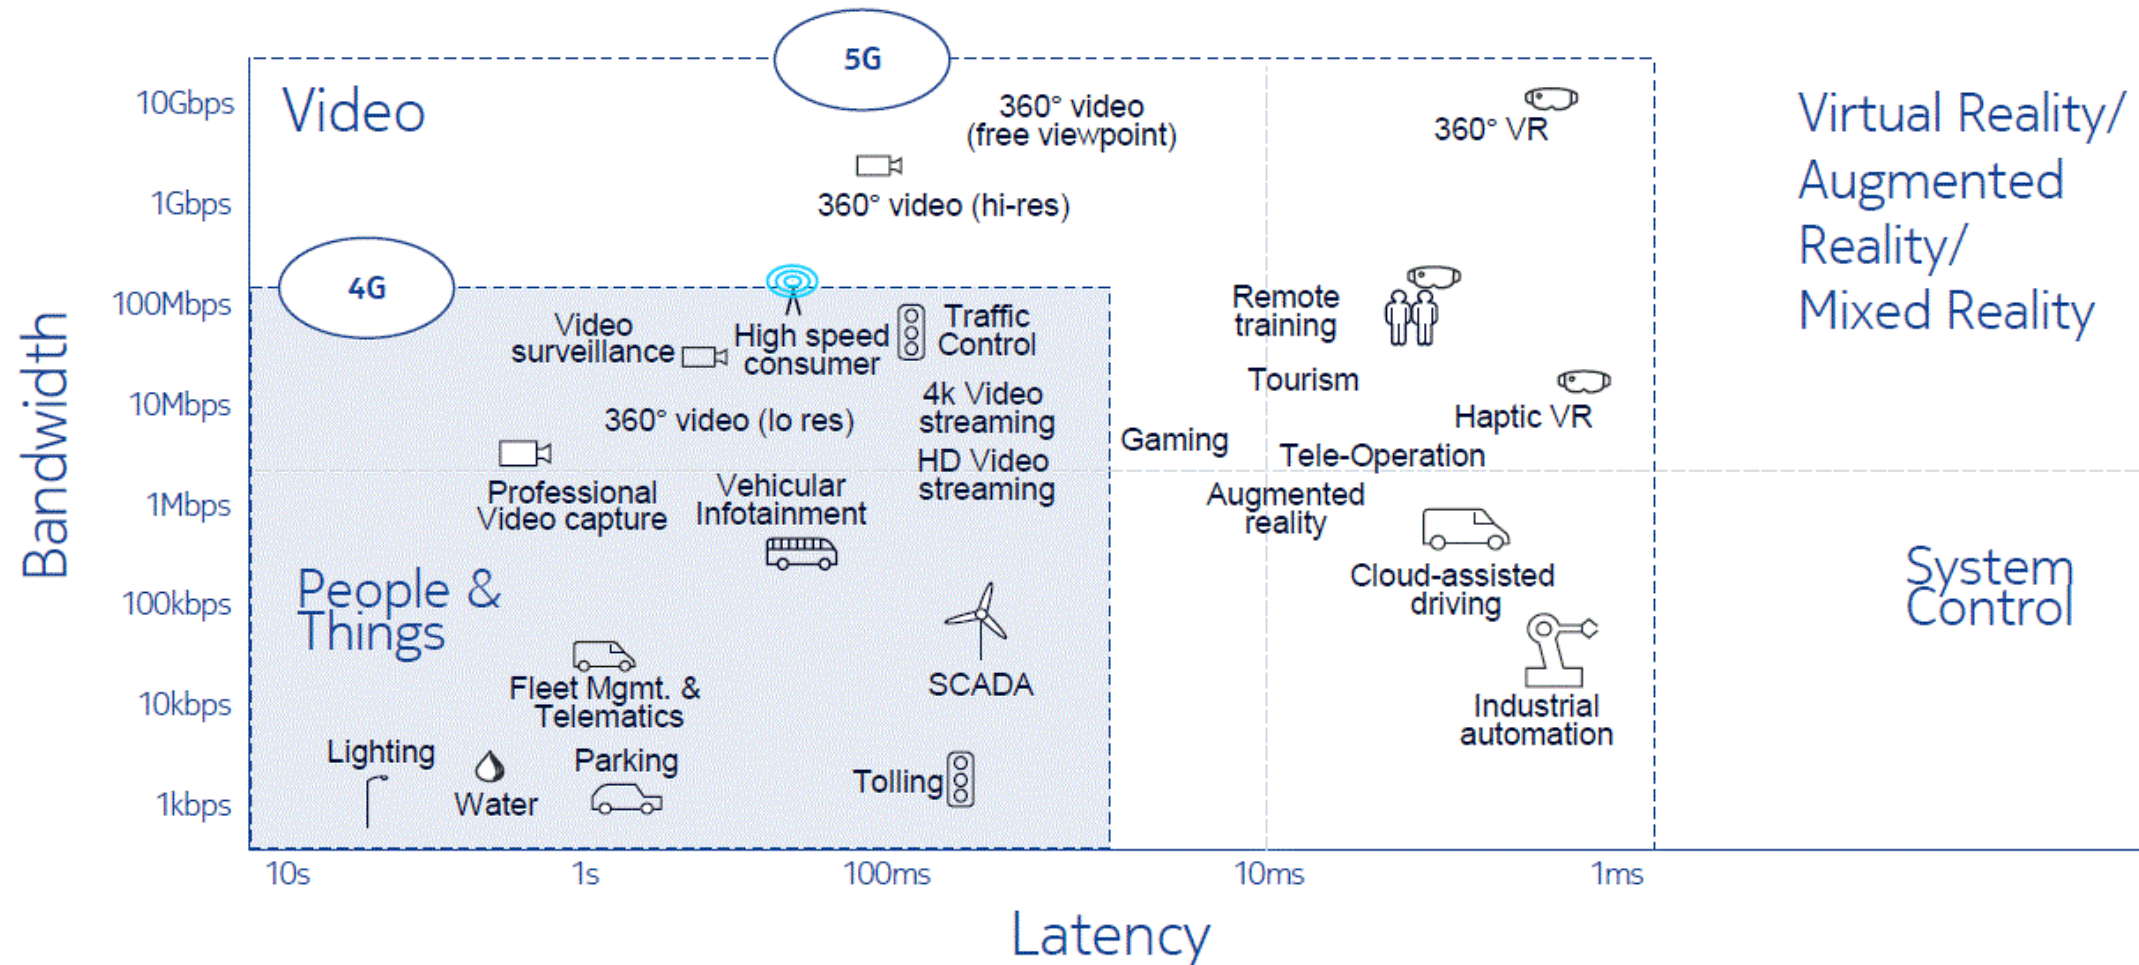 5G
10Gbps
Video
360° video
(free viewpoint)
360° VR
Virtual Reality/
Augmented
Reality/
Mixed Reality
1Gbps
360° video (hi-res)
4G
100Mbps
Video
surveillance
High speed
consumer
Traffic
Control
Remote
training
Tourism
10Mbps
360° video (lo res)
4k Video
streaming
Haptic VR
Gaming
Tele-Operation
HD Video
streaming
Professional
Video capture
Vehicular
Infotainment
1Mbps
Augmented
reality
Cloud-assisted
driving
System
Control
People &
Things
100kbps
Fleet Mgmt. &
Telematics
SCADA
10kbps
Industrial
automation
Lighting
Water
Parking
Tolling
1kbps
10s
1s
100ms
10ms
1ms
Bandwidth
Latency